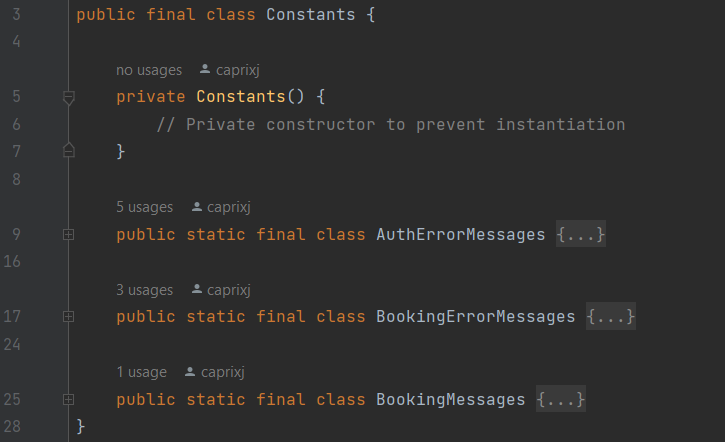 3 public final class Constants {
4
no usages caprixj
5 private Constants() {
6 // Private constructor to prevent instantiation
7 }
8
5 usages caprixj
9 public static final class AuthErrorMessages {...}
16
3 usages caprixj
17 public static final class BookingErrorMessages {...}
24
1 usage caprixj
25 public static final class BookingMessages {...}
28 }